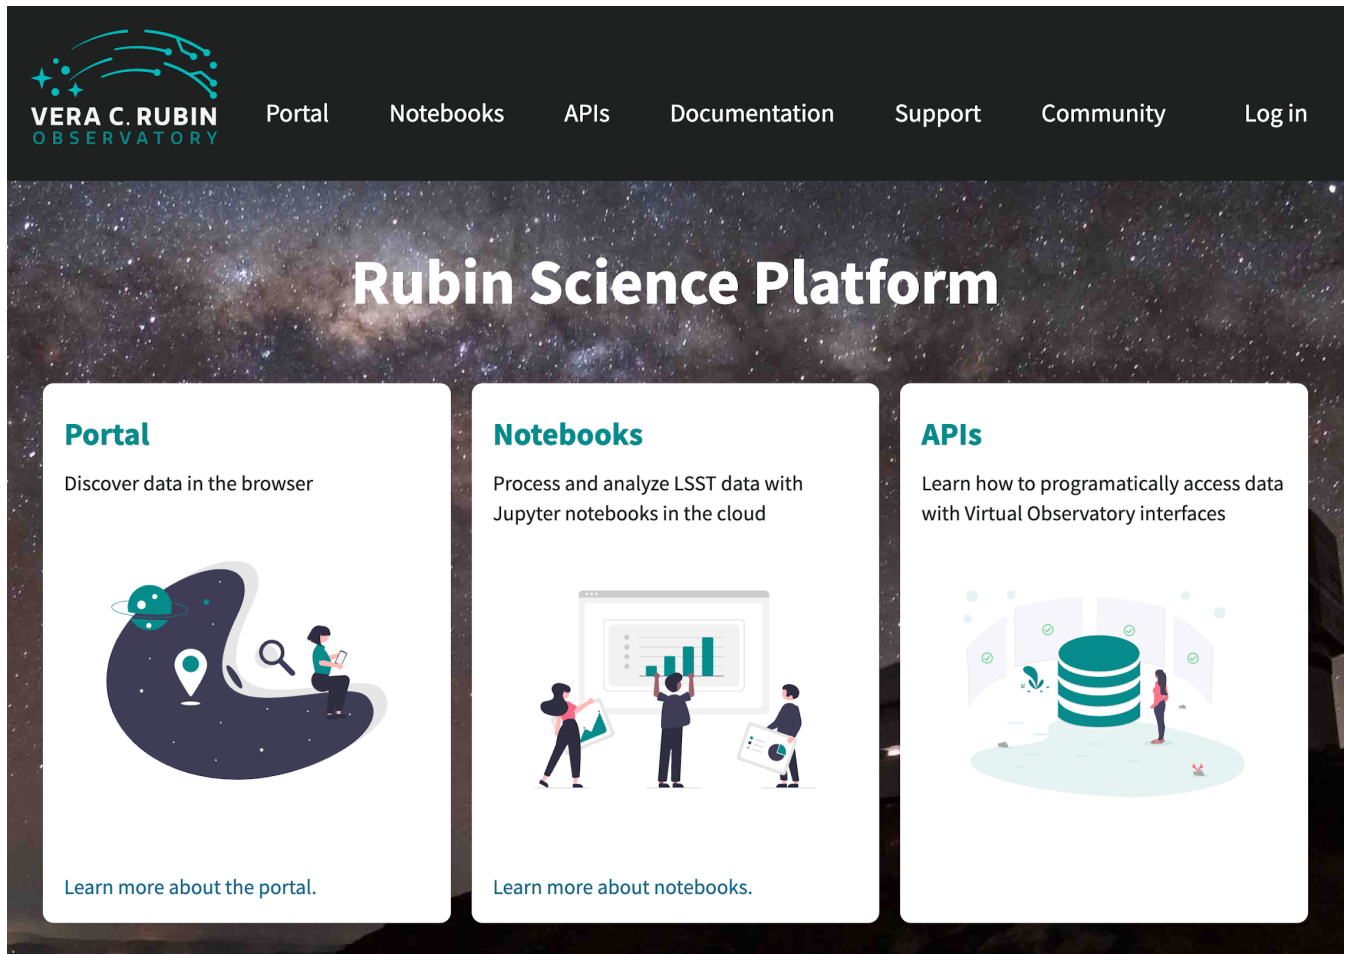 VERA C. RUBIN
OBSERVATORY
Portal
Notebooks
APIs
Documentation
Support
Community
Log in
Rubin Science Platform
Portal
Discover data in the browser
Learn more about the portal.
Notebooks
Process and analyze LSST data with
Jupyter notebooks in the cloud
Learn more about notebooks.
APIs
Learn how to programatically access data
with Virtual Observatory interfaces